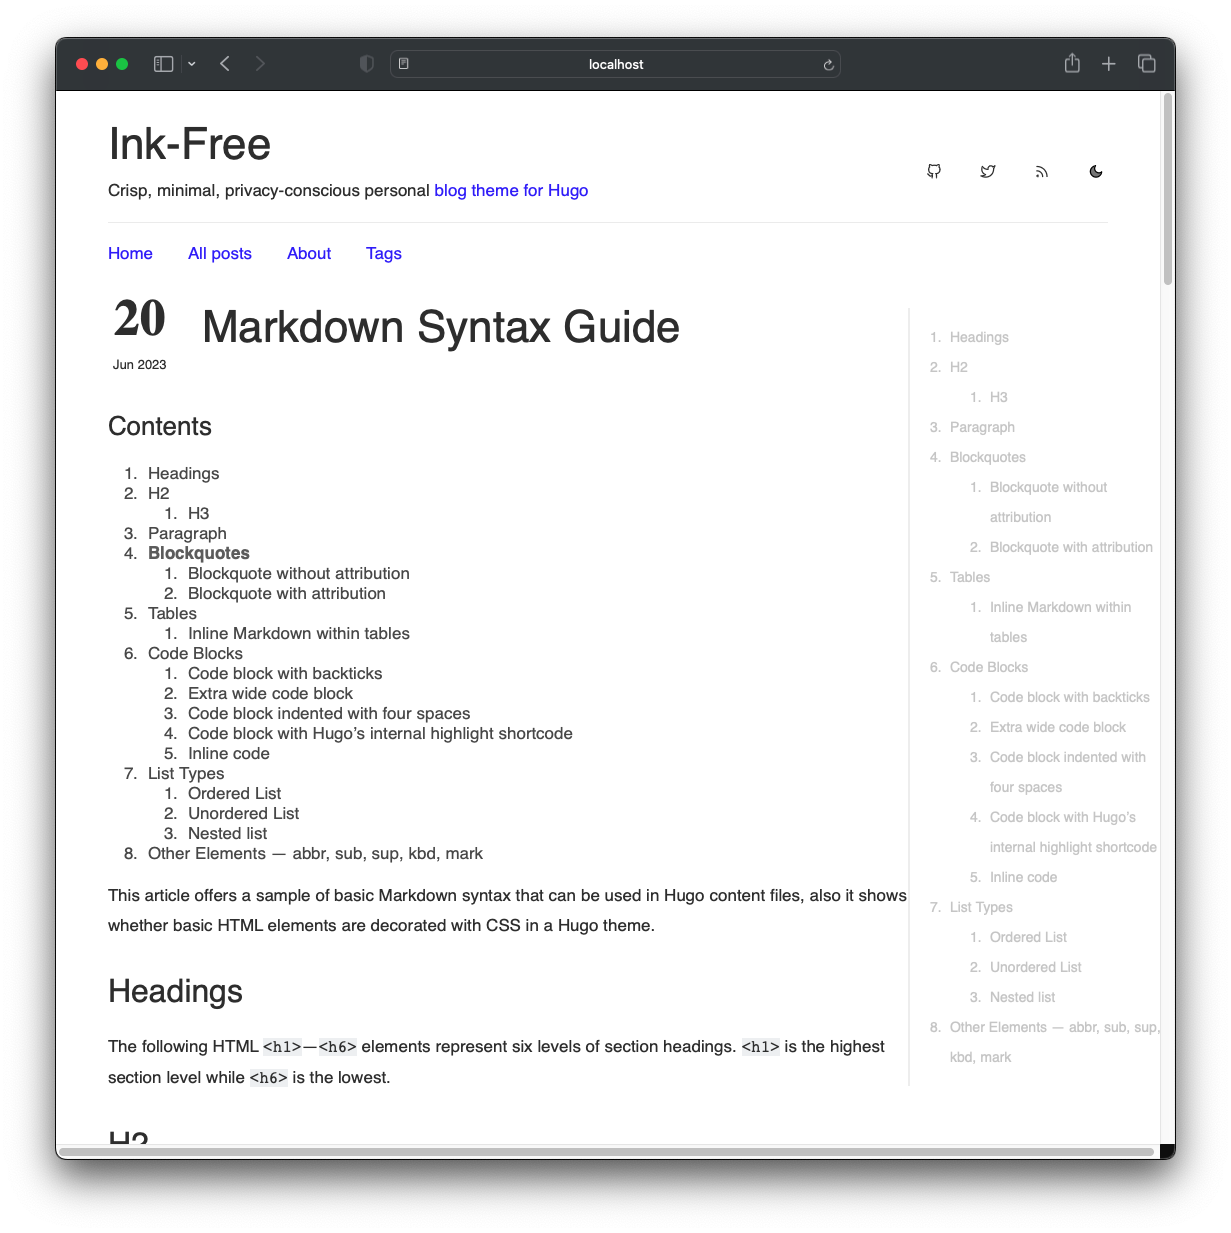 localhost
Ink-Free
Crisp, minimal, privacy-conscious personal blog theme for Hugo
Home All posts About Tags
20
Jun 2023
Markdown Syntax Guide
Contents
1. Headings
2. H2
1. H3
3. Paragraph
4. Blockquotes
1. Blockquote without attribution
2. Blockquote with attribution
5. Tables
1. Inline Markdown within tables
6. Code Blocks
1. Code block with backticks
2. Extra wide code block
3. Code block indented with four spaces
4. Code block with Hugo’s internal highlight shortcode
5. Inline code
7. List Types
1. Ordered List
2. Unordered List
3. Nested list
8. Other Elements — abbr, sub, sup, kbd, mark
This article offers a sample of basic Markdown syntax that can be used in Hugo content files, also it shows
whether basic HTML elements are decorated with CSS in a Hugo theme.
Headings
The following HTML <h1>—<h6> elements represent six levels of section headings. <h1> is the highest
section level while <h6> is the lowest.
H2
1. Headings
2. H2
1. H3
3. Paragraph
4. Blockquotes
1. Blockquote without
attribution
2. Blockquote with attribution
5. Tables
1. Inline Markdown within
tables
6. Code Blocks
1. Code block with backticks
2. Extra wide code block
3. Code block indented with
four spaces
4. Code block with Hugo’s
internal highlight shortcode
5. Inline code
7. List Types
1. Ordered List
2. Unordered List
3. Nested list
8. Other Elements — abbr, sub, sup,
kbd, mark